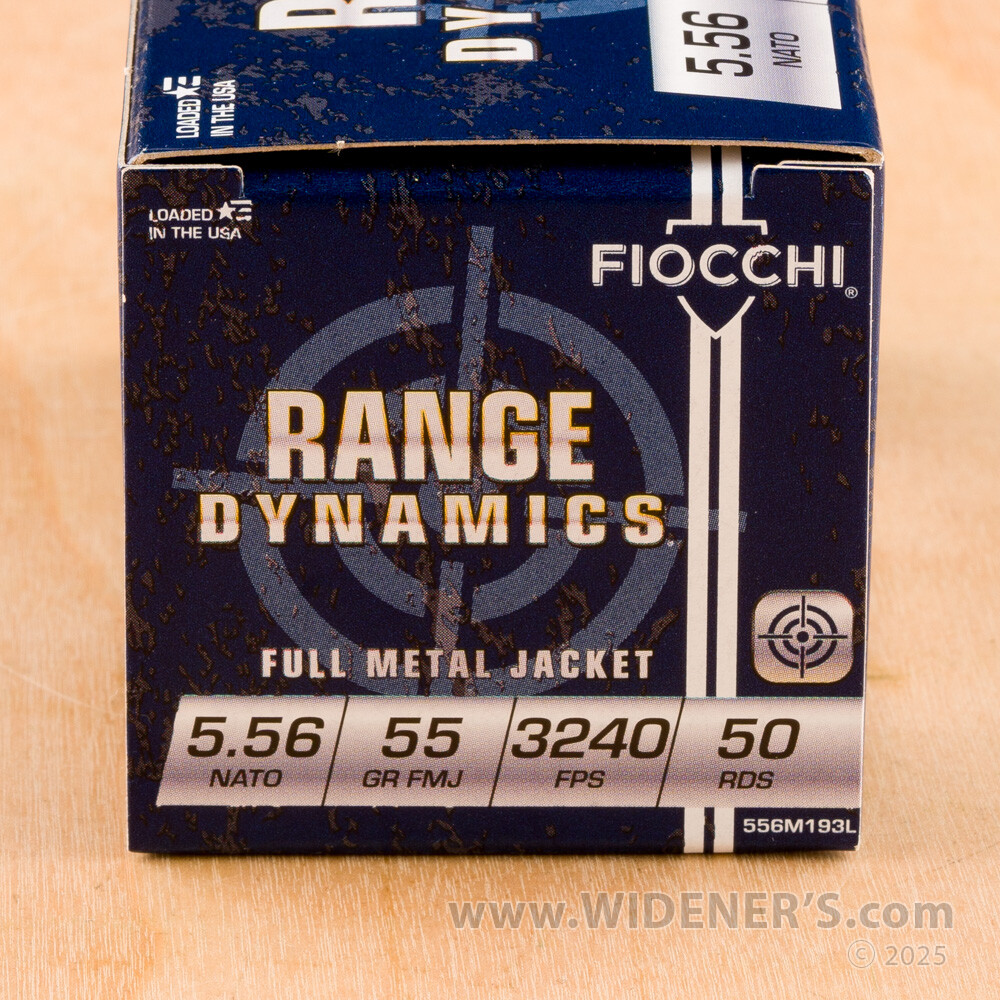 DY
5.56
NATO
LOADED
IN THE USA
LOADED
IN THE USA
FIOCCHI®
RANGE
DYNAMICS
FULL METAL JACKET
5.56 55 3240 50
NATO GR FMJ FPS RDS
556M193L
www.WIDENER'S.com
© 2025